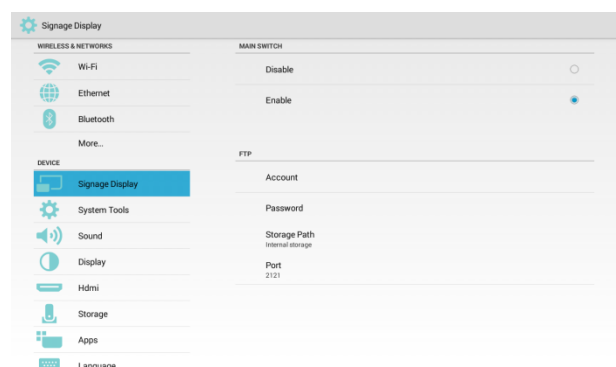 Signage Display
WIRELESS & NETWORKS
Wi-Fi
Ethernet
Bluetooth
More...
DEVICE
Signage Display
System Tools
Sound
Display
Hdmi
Storage
Apps
Language
MAIN SWITCH
Disable
Enable
FTP
Account
Password
Storage Path
Internal storage
Port
2121